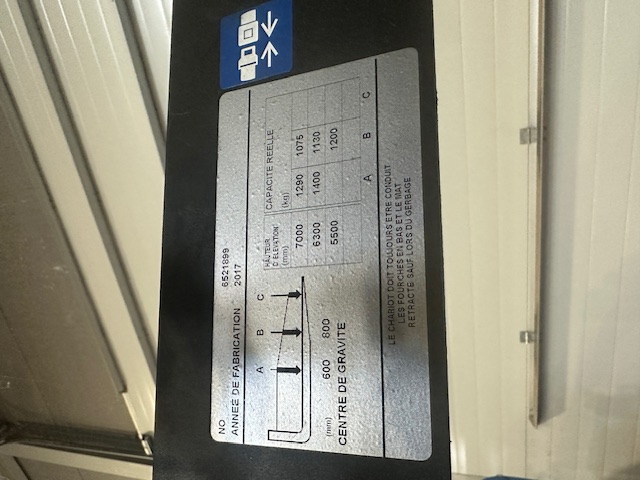 NO 6521899
ANNEE DE FABRICATION 2017
A B C
(mm) 600 800
CENTRE DE GRAVITE
HAUTEUR
D'ELEVATION
(mm)
CAPACITE REELLE
(kg)
7000 1290 1075
6300 1400 1130
5500 1200
A B C
LE CHARIOT DOIT TOUJOURS ETRE CONDUIT
LES FOURCHES EN BAS ET LE MAT
RETRACTE SAUF LORS DU GERBAGE